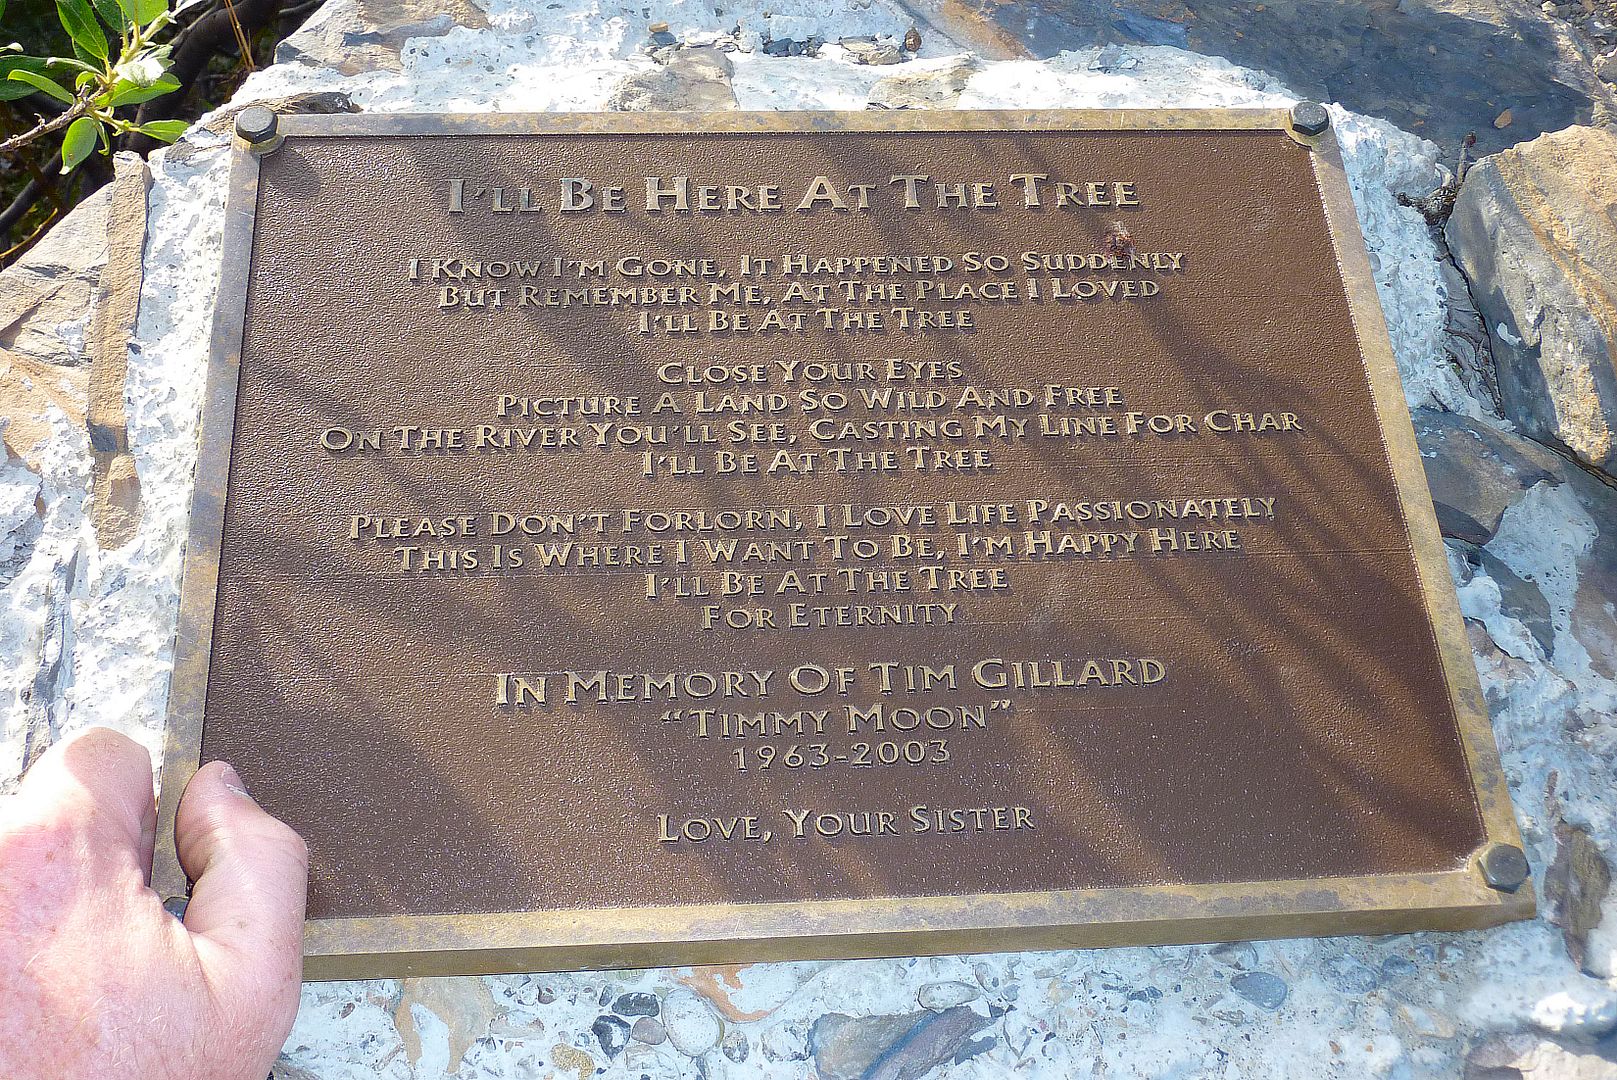 I'll Be Here At The Tree
I Know I'm Gone, It Happened So Suddenly
But Remember Me, At The Place I Loved
I'll Be At The Tree
Close Your Eyes
Picture A Land So Wild And Free
On The River You'll See, Casting My Line For Char
I'll Be At The Tree
Please Don't Forlorn, I Love Life Passionately
This Is Where I Want To Be, I'm Happy Here
I'll Be At The Tree
For Eternity
In Memory Of Tim Gillard
"Timmy Moon"
1963-2003
Love, Your Sister